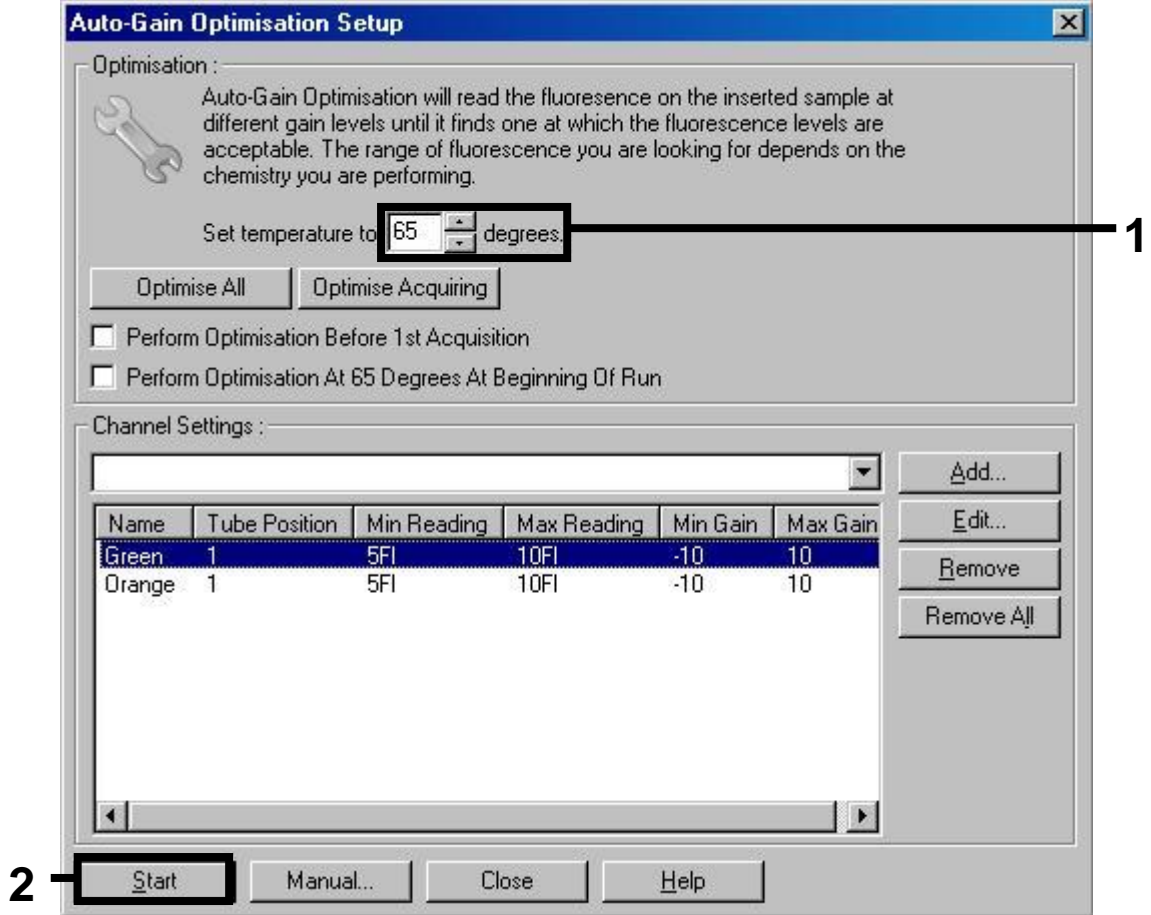 Auto-Gain Optimisation Setup
Optimisation :
Auto-Gain Optimisation will read the fluoresence on the inserted sample at
different gain levels until it finds one at which the fluorescence levels are
acceptable. The range of fluorescence you are looking for depends on the
chemistry you are performing.
Set temperature to 65 degrees.
1
Optimise All Optimise Acquiring
Perform Optimisation Before 1st Acquisition
Perform Optimisation At 65 Degrees At Beginning Of Run
Channel Settings :
Add...
Name Tube Position Min Reading Max Reading Min Gain Max Gain
Edit...
Green 1 5Fl 10Fl -10 10
Orange 1 5Fl 10Fl -10 10
Remove
Remove All
2
Start Manual... Close Help